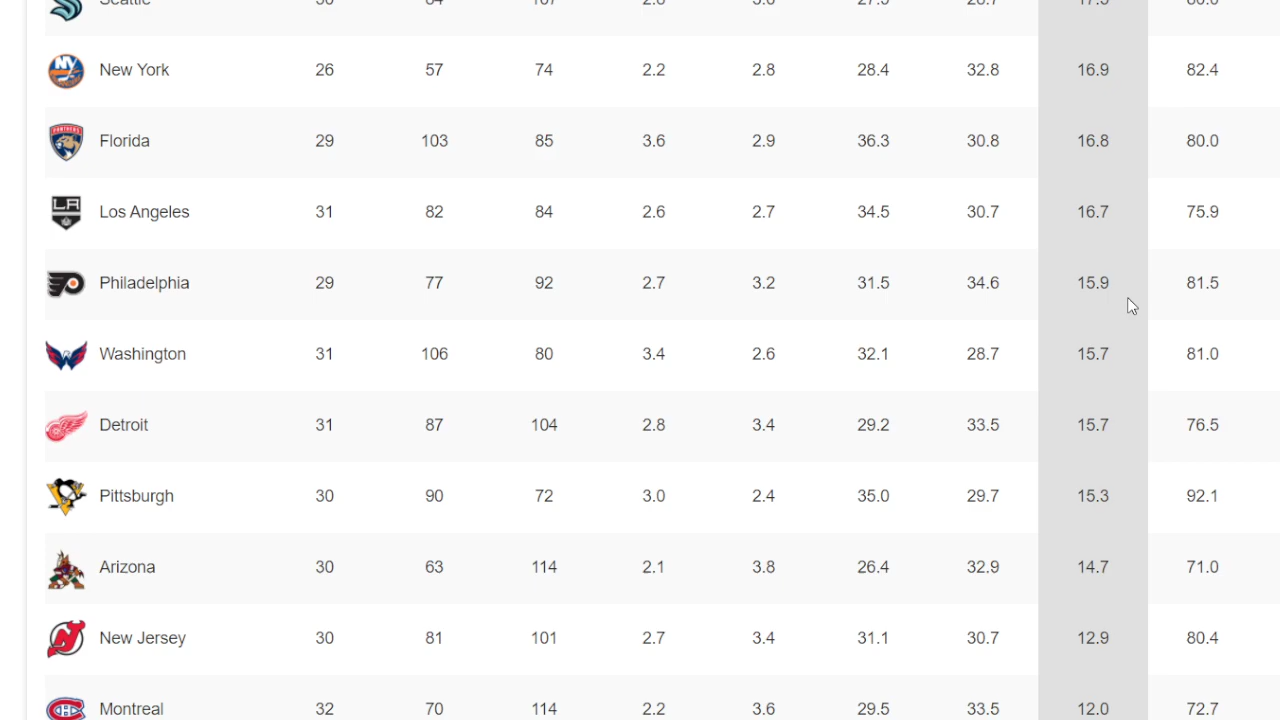 Seattle
New York 26 57 74 2.2 2.8 28.4 32.8 16.9 82.4
Florida 29 103 85 3.6 2.9 36.3 30.8 16.8 80.0
Los Angeles 31 82 84 2.6 2.7 34.5 30.7 16.7 75.9
Philadelphia 29 77 92 2.7 3.2 31.5 34.6 15.9 81.5
Washington 31 106 80 3.4 2.6 32.1 28.7 15.7 81.0
Detroit 31 87 104 2.8 3.4 29.2 33.5 15.7 76.5
Pittsburgh 30 90 72 3.0 2.4 35.0 29.7 15.3 92.1
Arizona 30 63 114 2.1 3.8 26.4 32.9 14.7 71.0
New Jersey 30 81 101 2.7 3.4 31.1 30.7 12.9 80.4
Montreal 32 70 114 2.2 3.6 29.5 33.5 12.0 72.7